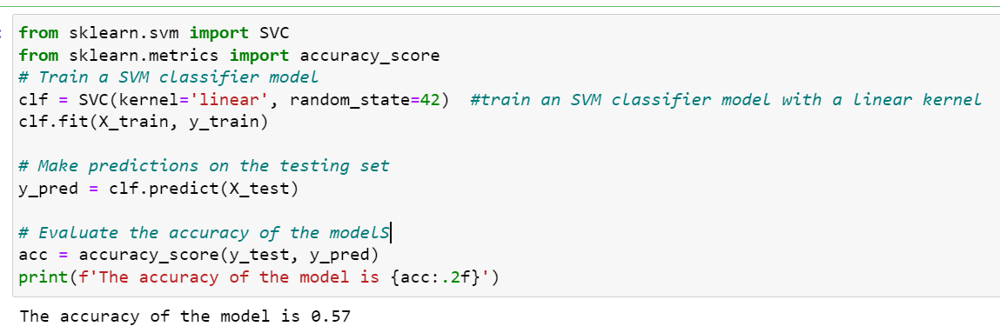 from sklearn.svm import SVC
from sklearn.metrics import accuracy_score
# Train a SVM classifier model
clf = SVC(kernel='linear', random_state=42)  #train an SVM classifier model with a linear kernel
clf.fit(X_train, y_train)
# Make predictions on the testing set
y_pred = clf.predict(X_test)
# Evaluate the accuracy of the modelS
acc = accuracy_score(y_test, y_pred)
print(f'The accuracy of the model is {acc:.2f}')
The accuracy of the model is 0.57